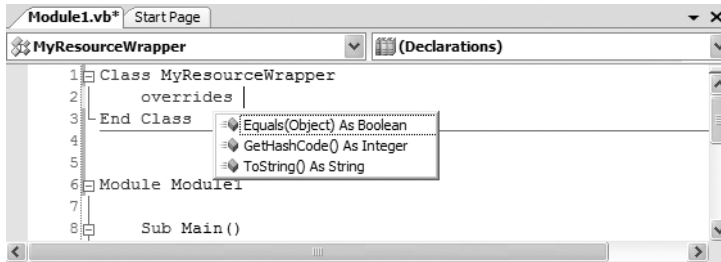 Module1.vb* Start Page
MyResourceWrapper (Declarations)
1 Class MyResourceWrapper
2 overrides
3 End Class
Equals(Object) As Boolean
4 GetHashCode() As Integer
5 ToString() As String
6 Module Module1
7
8 Sub Main()